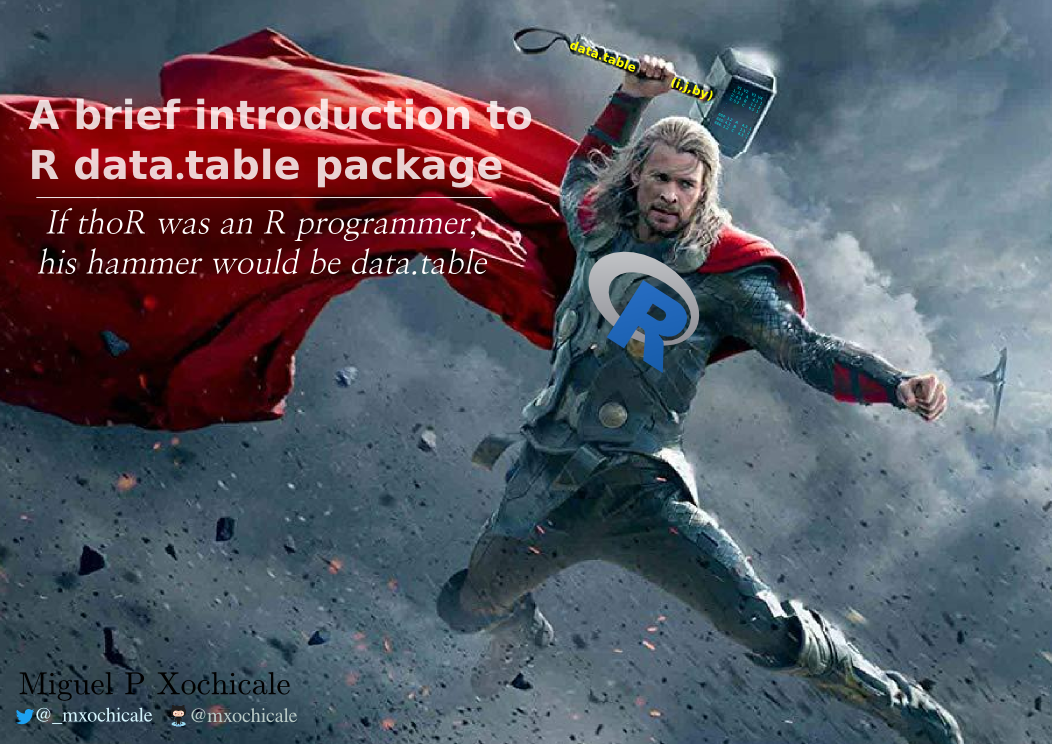 data.table
[i,j,by)
A brief introduction to
R data.table package
If thoR was an R programmer,
his hammer would be data.table
R
Miguel P Xochicale
@_mxochicale @mxochicale